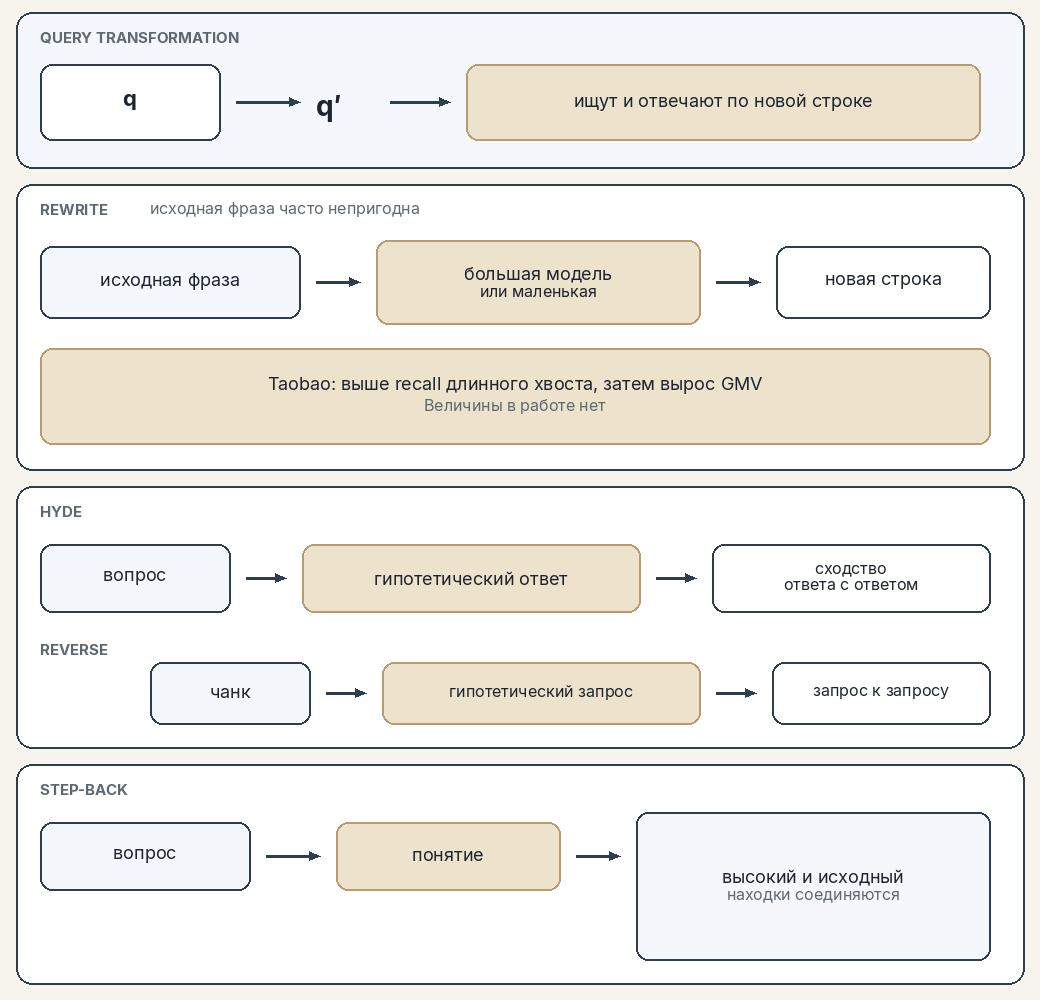 QUERY TRANSFORMATION
q
q′
ищут и отвечают по новой строке
REWRITE
исходная фраза часто непригодна
исходная фраза
большая модель
или маленькая
новая строка
Taobao: выше recall длинного хвоста, затем вырос GMV
Величины в работе нет
HYDE
вопрос
гипотетический ответ
сходство
ответа с ответом
REVERSE
чанк
гипотетический запрос
запрос к запросу
STEP-BACK
вопрос
понятие
высокий и исходный
находки соединяются